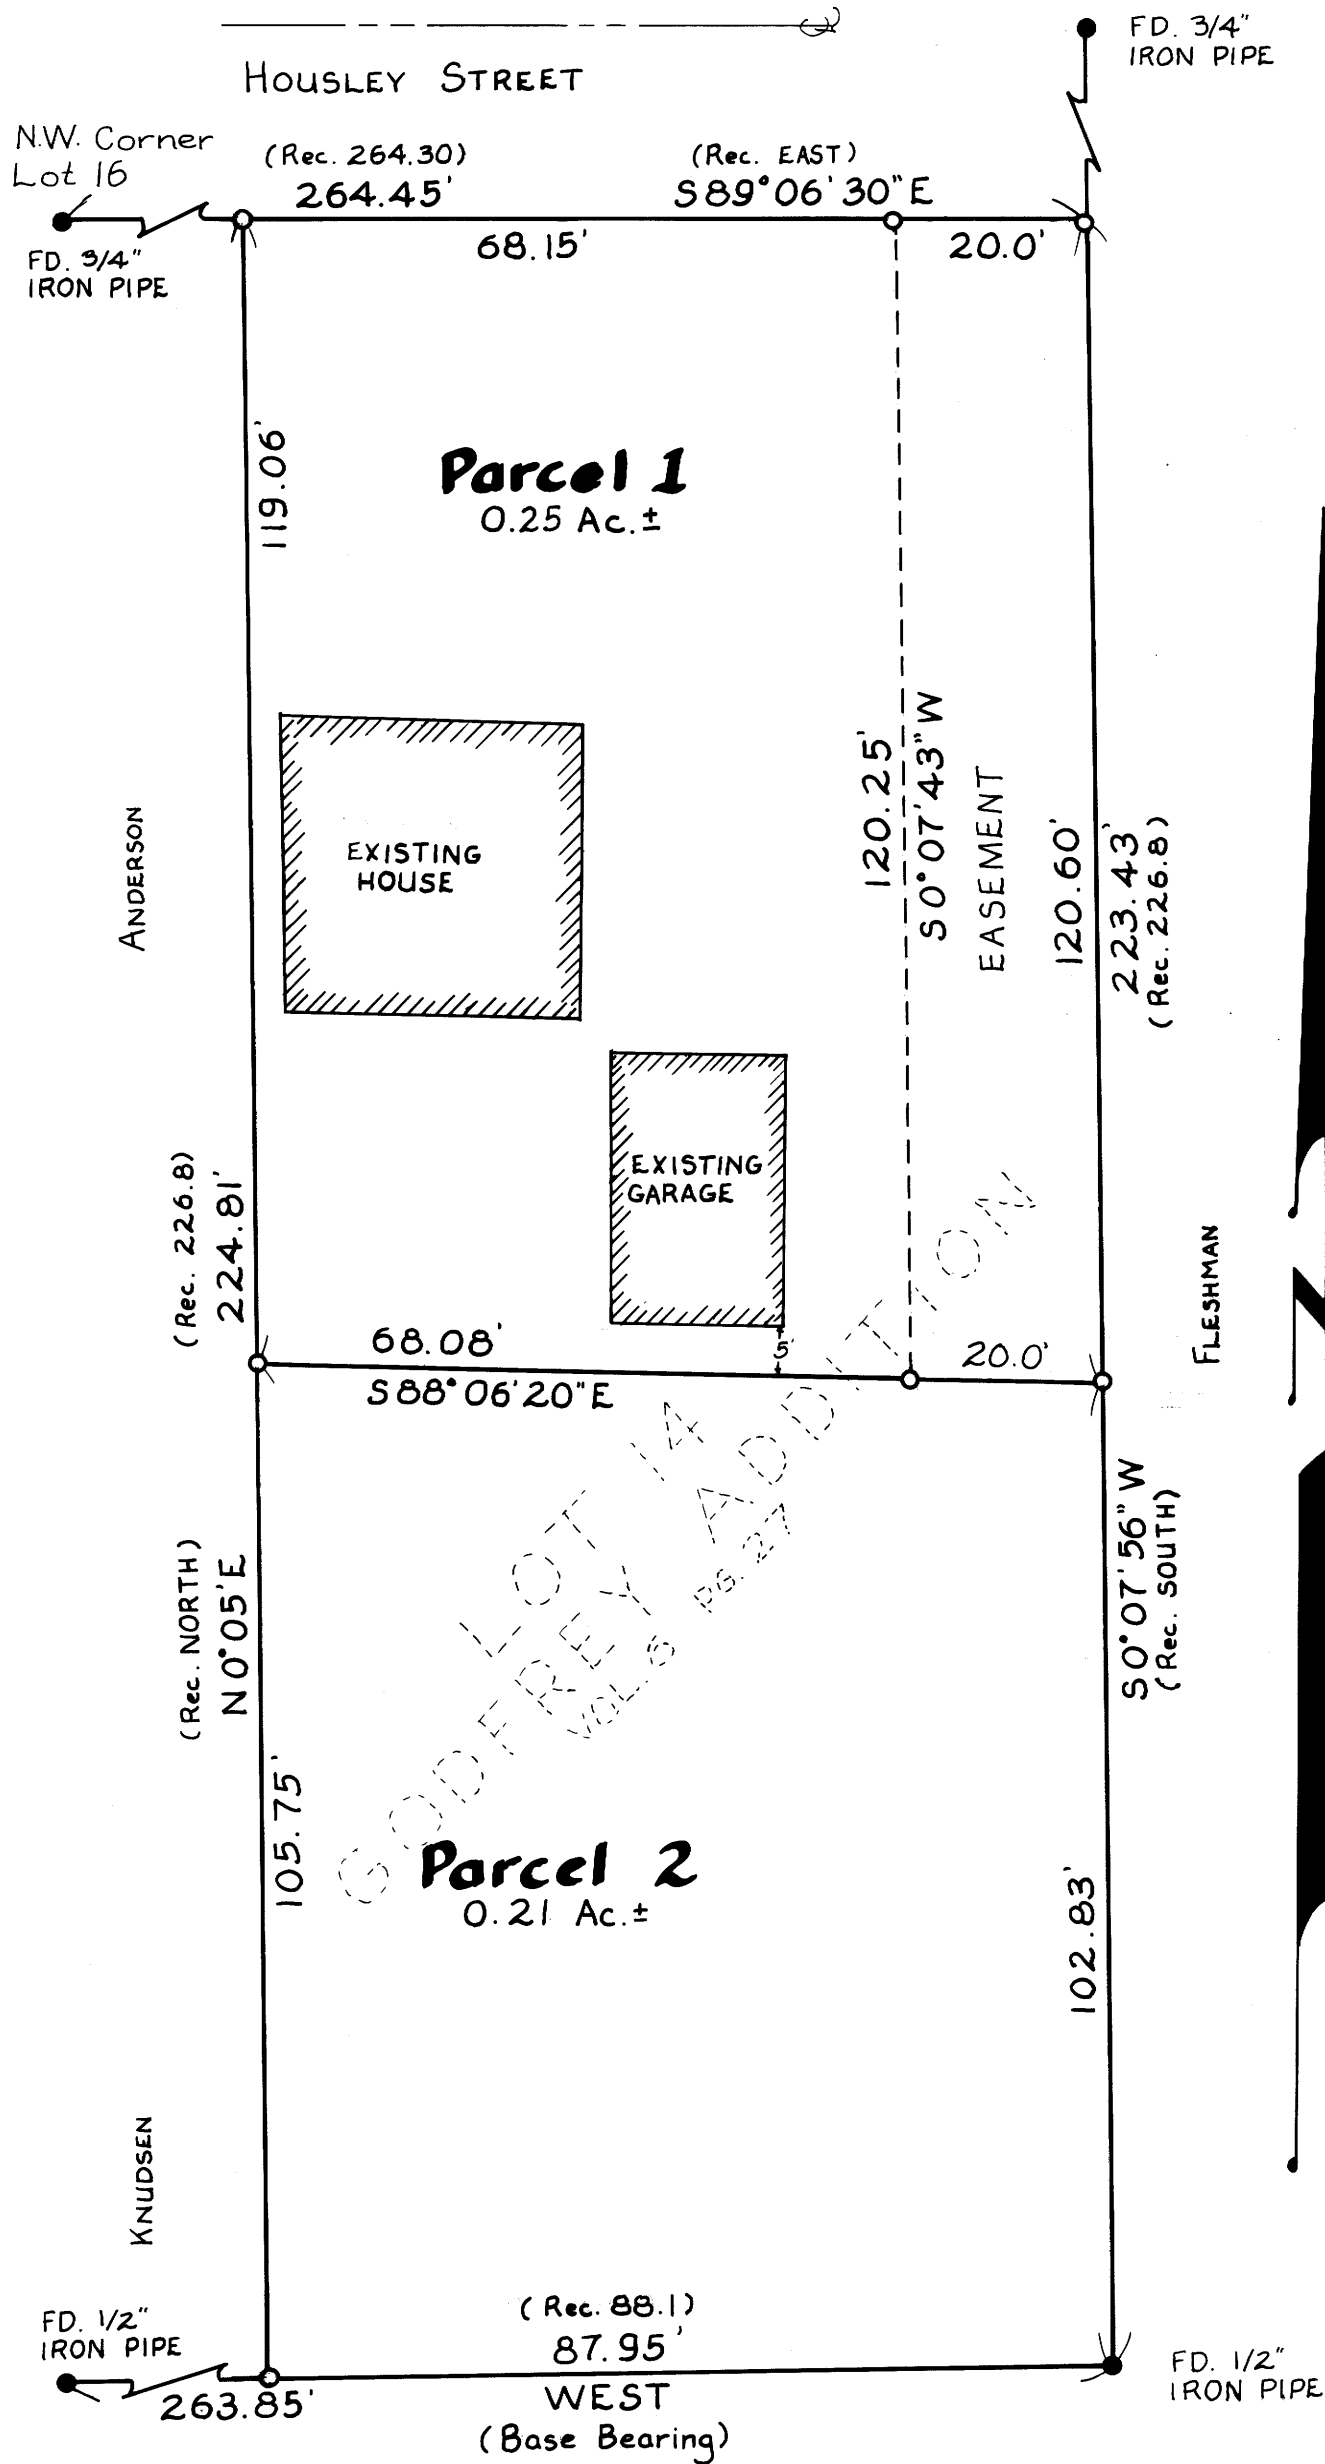 HOUSLEY STREET
FD. 3/4"
IRON PIPE
N.W. Corner
Lot 16
(Rec. 264.30)
264.45'
(Rec. EAST)
S89°06'30"E
FD. 3/4"
IRON PIPE
68.15'
20.0'
119.06'
Parcel 1
0.25 Ac.±
120.25'
S0°07'43"W
EASEMENT
120.60'
223.43'
(Rec. 226.8)
ANDERSON
EXISTING
HOUSE
EXISTING
GARAGE
(Rec. 226.8)
224.81'
FLESHMAN
5'
68.08'
S88°06'20"E
20.0'
LOT 14
GODFREY ADDITION
PG. 27
(Rec. NORTH)
N0°05'E
S0°07'56"W
(Rec. SOUTH)
105.75'
Parcel 2
0.21 Ac.±
102.83'
KNUDSEN
FD. 1/2"
IRON PIPE
263.85'
(Rec. 88.1)
87.95'
WEST
(Base Bearing)
FD. 1/2"
IRON PIPE